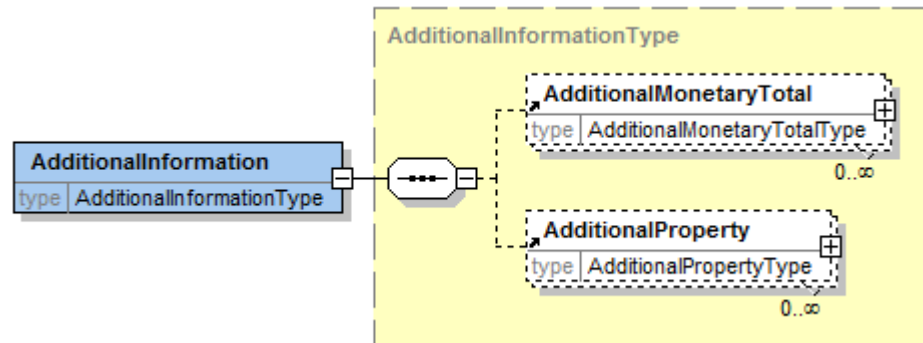 AdditionalInformationType
AdditionalMonetaryTotal
type AdditionalMonetaryTotalType
0..∞
AdditionalInformation
type AdditionalInformationType
AdditionalProperty
type AdditionalPropertyType
0..∞